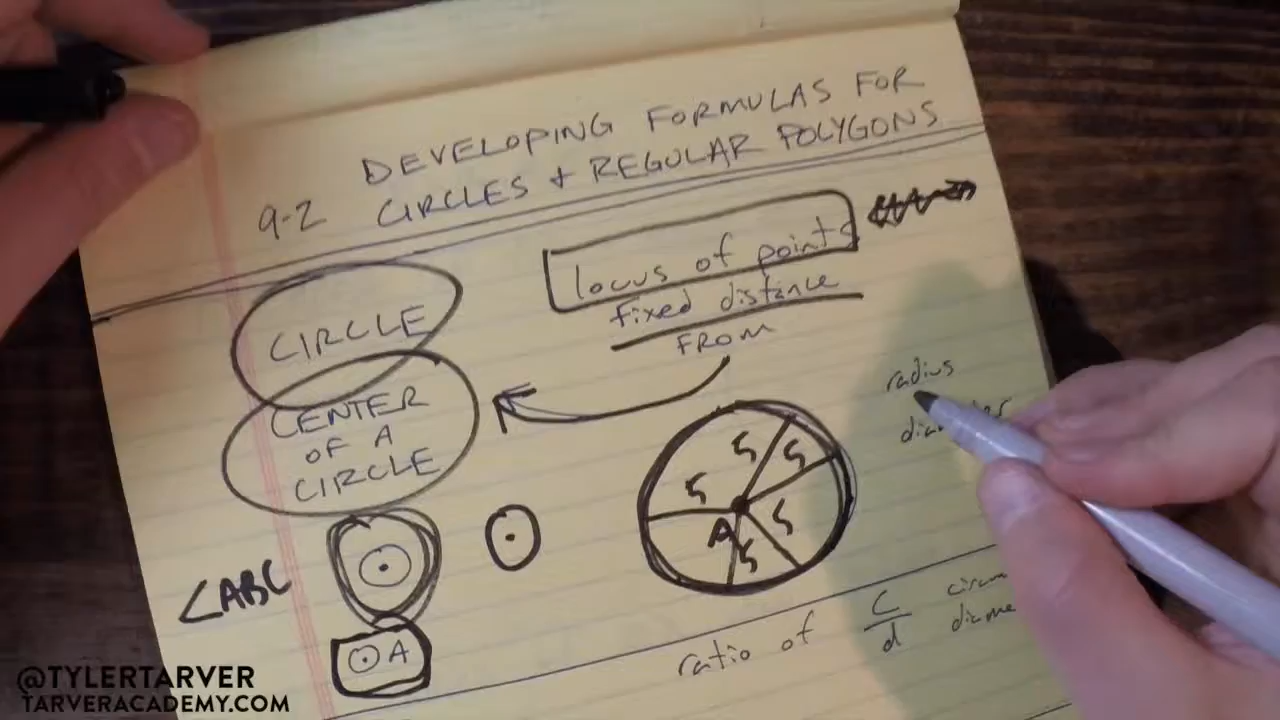 DEVELOPING FORMULAS FOR
9-2 CIRCLES + REGULAR POLYGONS
locus of points
fixed distance
FROM
CIRCLE
CENTER
OF A
CIRCLE
radius
5 5
5 5
A 5
<ABC
⊙ A
ratio of C/d
@TYLERTARVER
TARVERACADEMY.COM